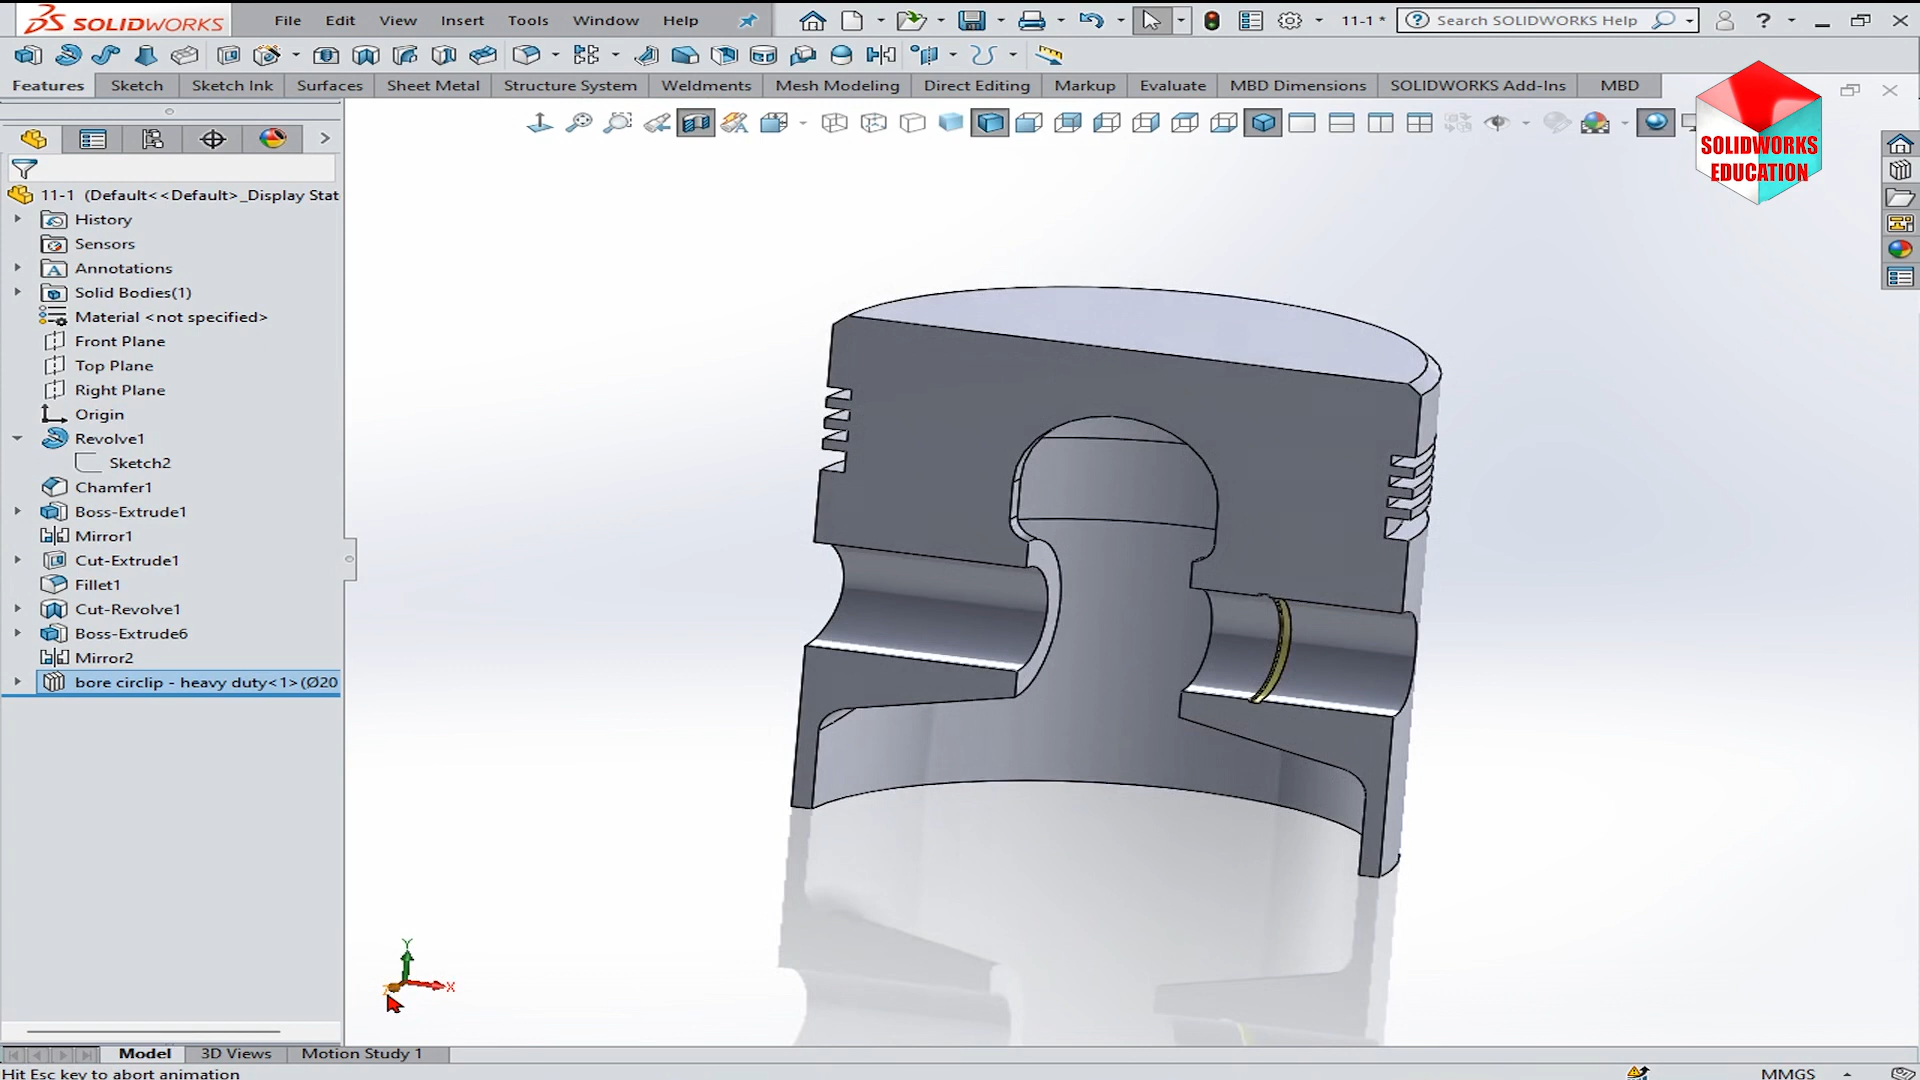 SOLIDWORKS File Edit View Insert Tools Window Help 11-1 * Search SOLIDWORKS Help
Features Sketch Sketch Ink Surfaces Sheet Metal Structure System Weldments Mesh Modeling Direct Editing Markup Evaluate MBD Dimensions SOLIDWORKS Add-Ins MBD
SOLIDWORKS
EDUCATION
11-1 (Default<<Default>_Display Stat
History
Sensors
Annotations
Solid Bodies(1)
Material <not specified>
Front Plane
Top Plane
Right Plane
Origin
Revolve1
Sketch2
Chamfer1
Boss-Extrude1
Mirror1
Cut-Extrude1
Fillet1
Cut-Revolve1
Boss-Extrude6
Mirror2
bore circlip - heavy duty<1> (Ø20
Y
X
Z
Model 3D Views Motion Study 1
Hit Esc key to abort animation MMGS